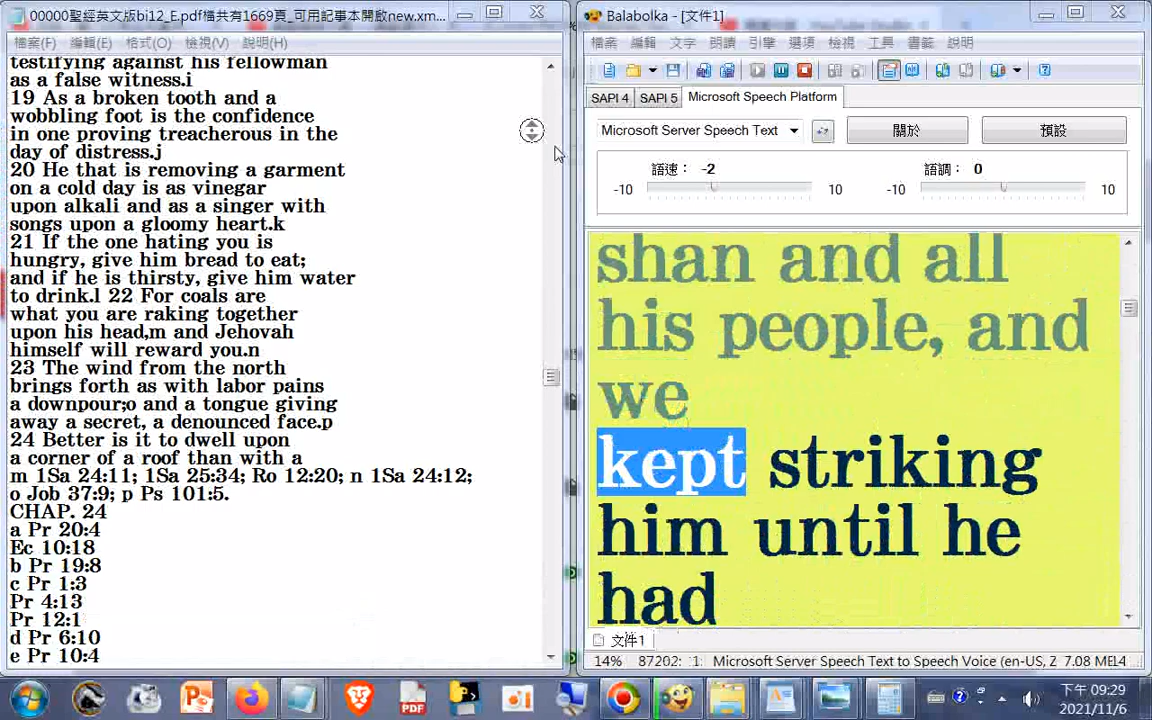 00000聖經英文版bi12_E.pdf檔共有1669頁_可用記事本開啟new.xm...
檔案(F) 編輯(E) 格式(O) 檢視(V) 說明(H)
testifying against his fellowman
as a false witness.i
19 As a broken tooth and a
wobbling foot is the confidence
in one proving treacherous in the
day of distress.j
20 He that is removing a garment
on a cold day is as vinegar
upon alkali and as a singer with
songs upon a gloomy heart.k
21 If the one hating you is
hungry, give him bread to eat;
and if he is thirsty, give him water
to drink.l 22 For coals are
what you are raking together
upon his head,m and Jehovah
himself will reward you.n
23 The wind from the north
brings forth as with labor pains
a downpour;o and a tongue giving
away a secret, a denounced face.p
24 Better is it to dwell upon
a corner of a roof than with a
m 1Sa 24:11; 1Sa 25:34; Ro 12:20; n 1Sa 24:12;
o Job 37:9; p Ps 101:5.
CHAP. 24
a Pr 20:4
Ec 10:18
b Pr 19:8
c Pr 1:3
Pr 4:13
Pr 12:1
d Pr 6:10
e Pr 10:4
Balabolka - [文件1]
檔案 編輯 文字 朗讀 引擎 選項 檢視 工具 書籤 說明
SAPI 4 SAPI 5 Microsoft Speech Platform
Microsoft Server Speech Text 關於 預設
語速： -2 語調： 0
-10 10 -10 10
shan and all
his people, and
we
kept striking
him until he
had
文件1
14% 87202: 1: Microsoft Server Speech Text to Speech Voice (en-US, Z 7.08 MEL4
PDF
下午 09:29
2021/11/6